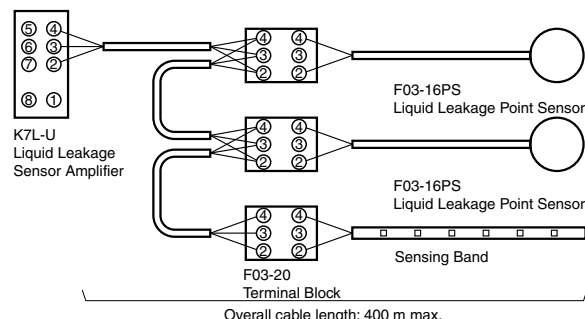 ⑤ ④
⑥ ③
⑦ ②
⑧ ①
K7L-U
Liquid Leakage
Sensor Amplifier
④ ④
③ ③
② ②
F03-16PS
Liquid Leakage Point Sensor
④ ④
③ ③
② ②
F03-16PS
Liquid Leakage Point Sensor
④ ④
③ ③
② ②
F03-20
Terminal Block
Sensing Band
Overall cable length: 400 m max.